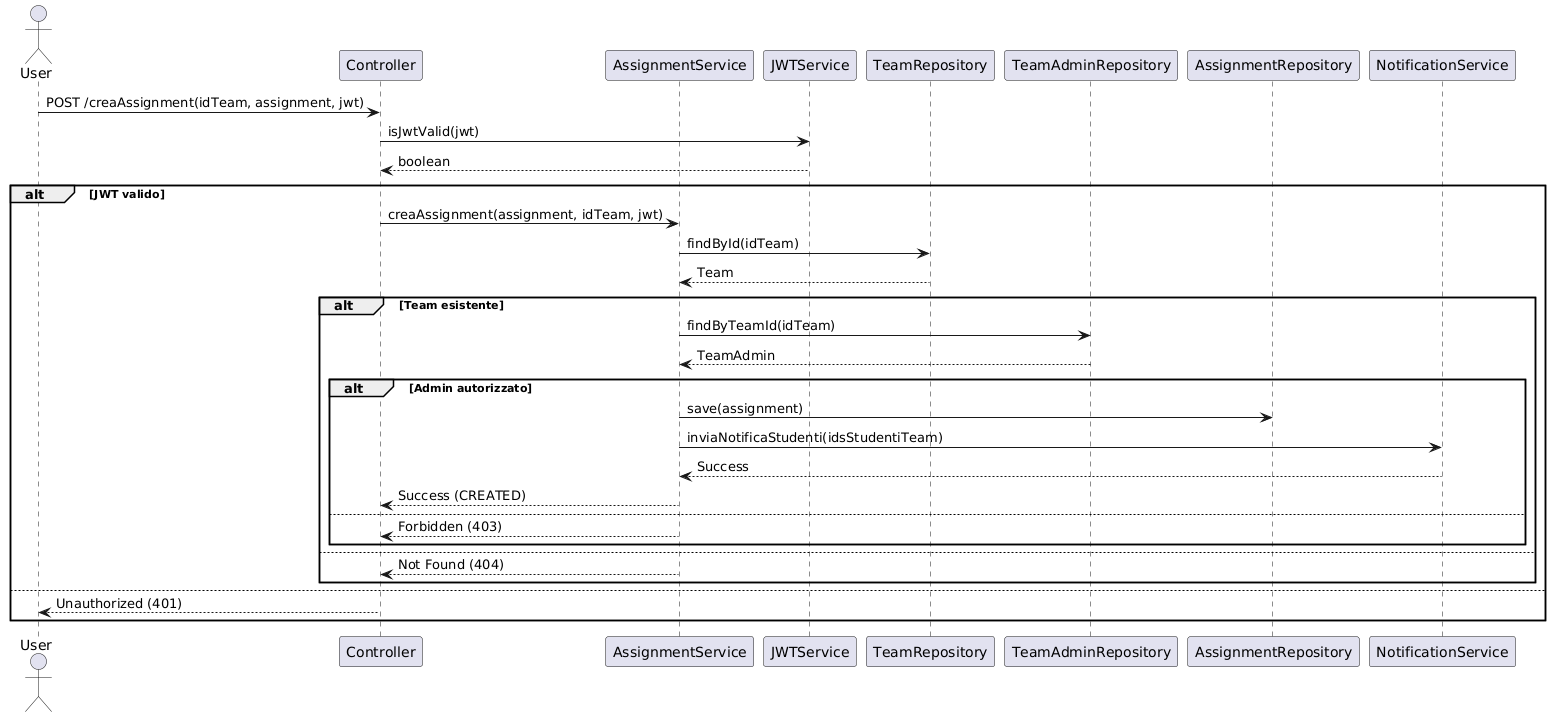 User
Controller
AssignmentService
JWTService
TeamRepository
TeamAdminRepository
AssignmentRepository
NotificationService
POST /creaAssignment(idTeam, assignment, jwt)
isJwtValid(jwt)
boolean
alt
[JWT valido]
creaAssignment(assignment, idTeam, jwt)
findById(idTeam)
Team
alt
[Team esistente]
findByTeamId(idTeam)
TeamAdmin
alt
[Admin autorizzato]
save(assignment)
inviaNotificaStudenti(idsStudentiTeam)
Success
Success (CREATED)
Forbidden (403)
Not Found (404)
Unauthorized (401)
User
Controller
AssignmentService
JWTService
TeamRepository
TeamAdminRepository
AssignmentRepository
NotificationService